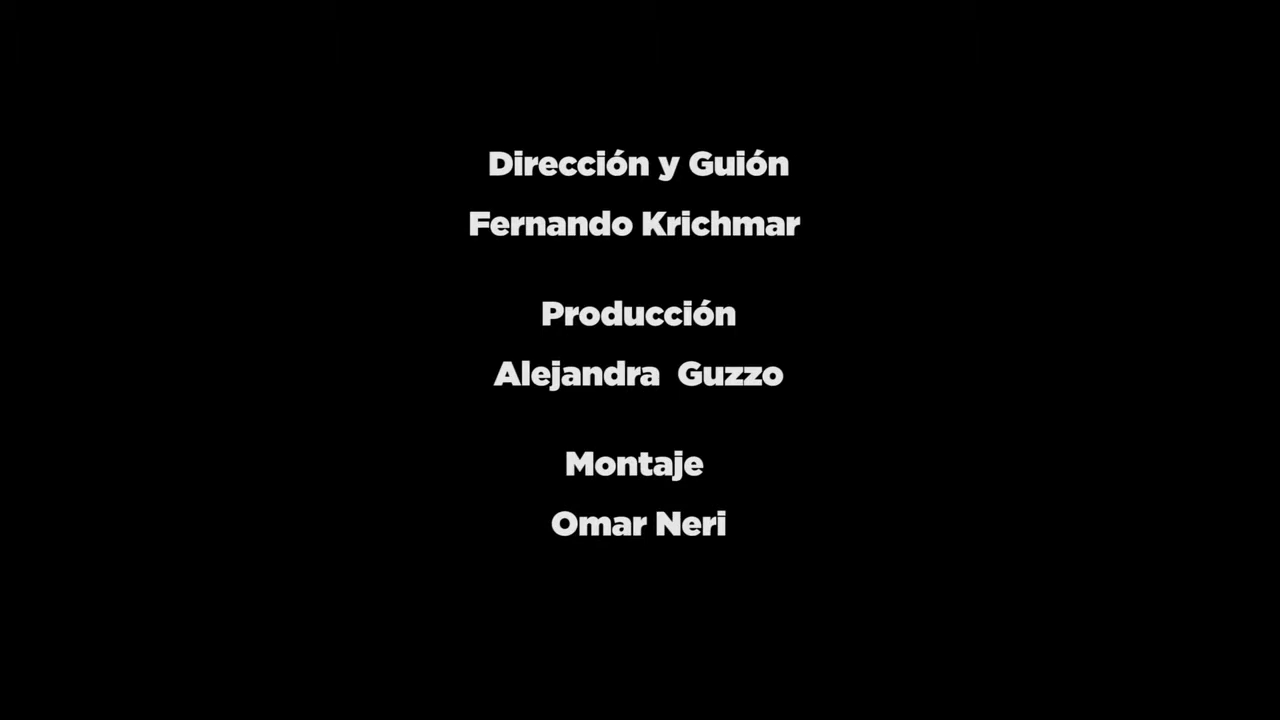 Dirección y Guión
Fernando Krichmar
Producción
Alejandra  Guzzo
Montaje
Omar Neri